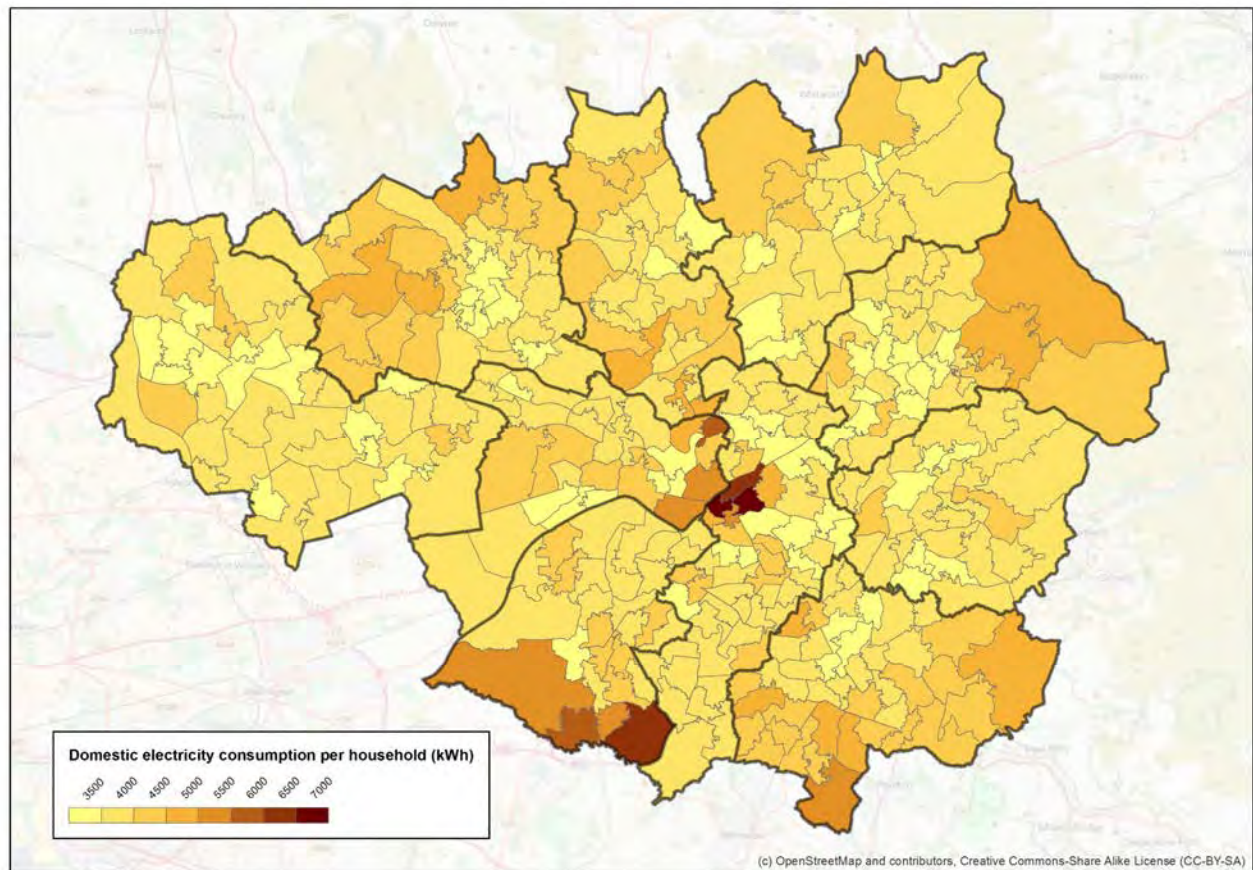 Domestic electricity consumption per household (kWh)
3500 4000 4500 5000 5500 6000 6500 7000
(c) OpenStreetMap and contributors, Creative Commons-Share Alike License (CC-BY-SA)